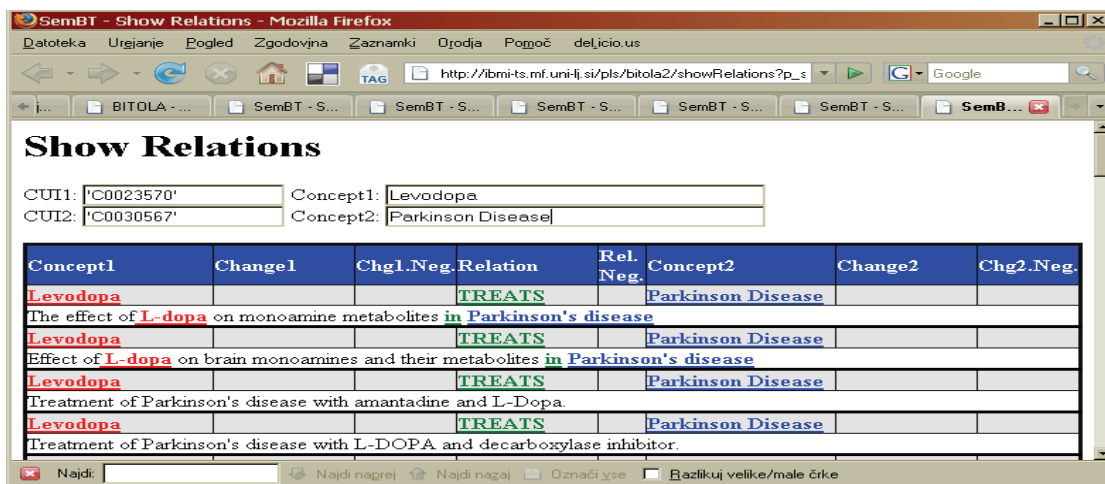 SemBT - Show Relations - Mozilla Firefox
Datoteka Urejanje Pogled Zgodovina Zaznamki Orodja Pomoč del.icio.us
TAG http://ibmi-ts.mf.uni-lj.si/pls/bitola2/showRelations?p_s G Google
j... BITOLA - ... SemBT - S... SemBT - S... SemBT - S... SemBT - S... SemBT - S... SemB...
Show Relations
CUI1: 'C0023570' Concept1: Levodopa
CUI2: 'C0030567' Concept2: Parkinson Disease
Concept1 Change1 Chg1.Neg. Relation Rel. Neg. Concept2 Change2 Chg2.Neg.
Levodopa TREATS Parkinson Disease
The effect of L-dopa on monoamine metabolites in Parkinson's disease
Levodopa TREATS Parkinson Disease
Effect of L-dopa on brain monoamines and their metabolites in Parkinson's disease
Levodopa TREATS Parkinson Disease
Treatment of Parkinson's disease with amantadine and L-Dopa.
Levodopa TREATS Parkinson Disease
Treatment of Parkinson's disease with L-DOPA and decarboxylase inhibitor.
Najdi: Najdi naprej Najdi nazaj Označi vse Razlikuj velike/male črke